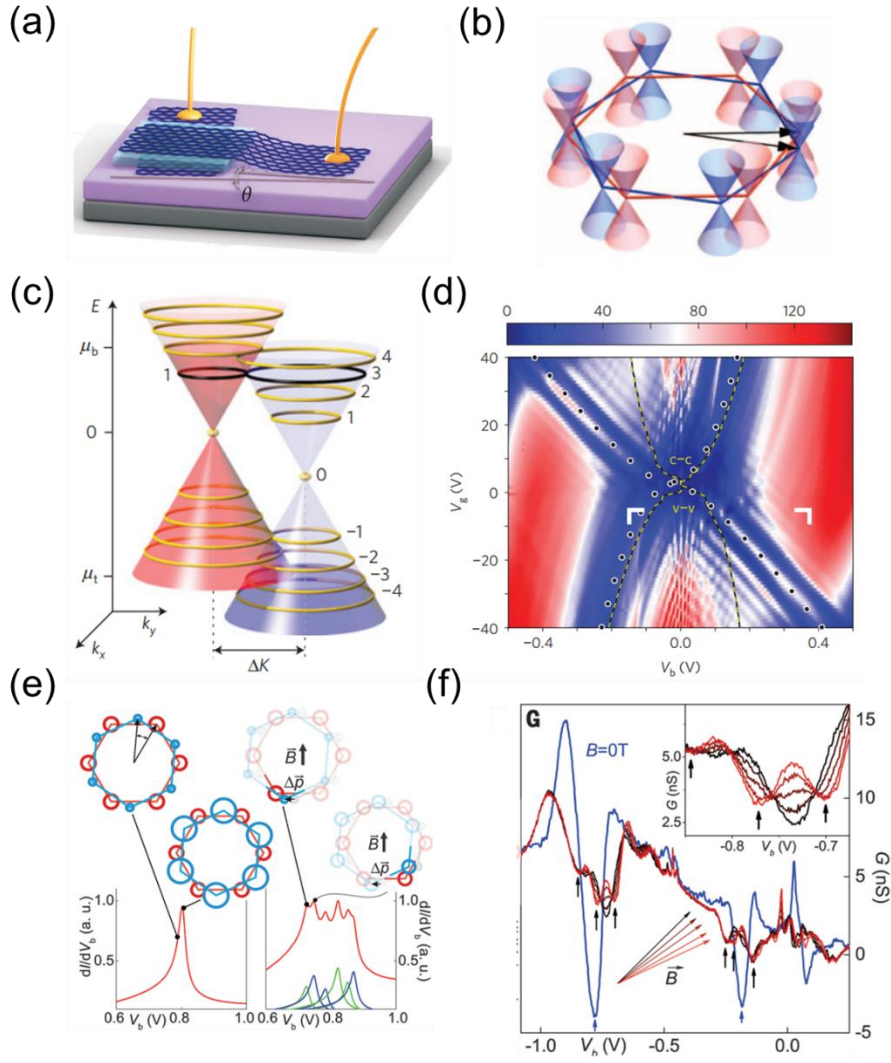 (a)
θ
(b)
(c)
E
μb
0
μt
kx
ky
1
4
3
2
1
0
−1
−2
−3
−4
ΔK
(d)
0 40 80 120
40
20
0
−20
−40
Vg (V)
c–c
v–v
−0.4 0.0 0.4
Vb (V)
(e)
B
Δp
B
Δp
dI/dVb (a. u.)
1.0
0.5
0.6 0.8 1.0
Vb (V)
0.6 0.8 1.0
Vb (V)
1.0
0.5
dI/dVb (a. u.)
(f)
G
B=0T
B
G (nS)
5.0
2.5
-0.8 -0.7
Vb (V)
15
10
5
0
-5
G (nS)
-1.0 -0.5 0.0
Vb (V)